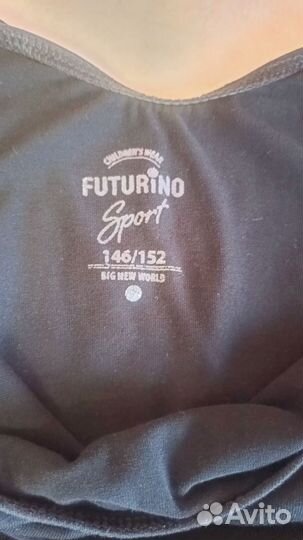 CHILDREN'S WEAR
FUTURiNO
Sport
146/152
BIG NEW WORLD
Avito